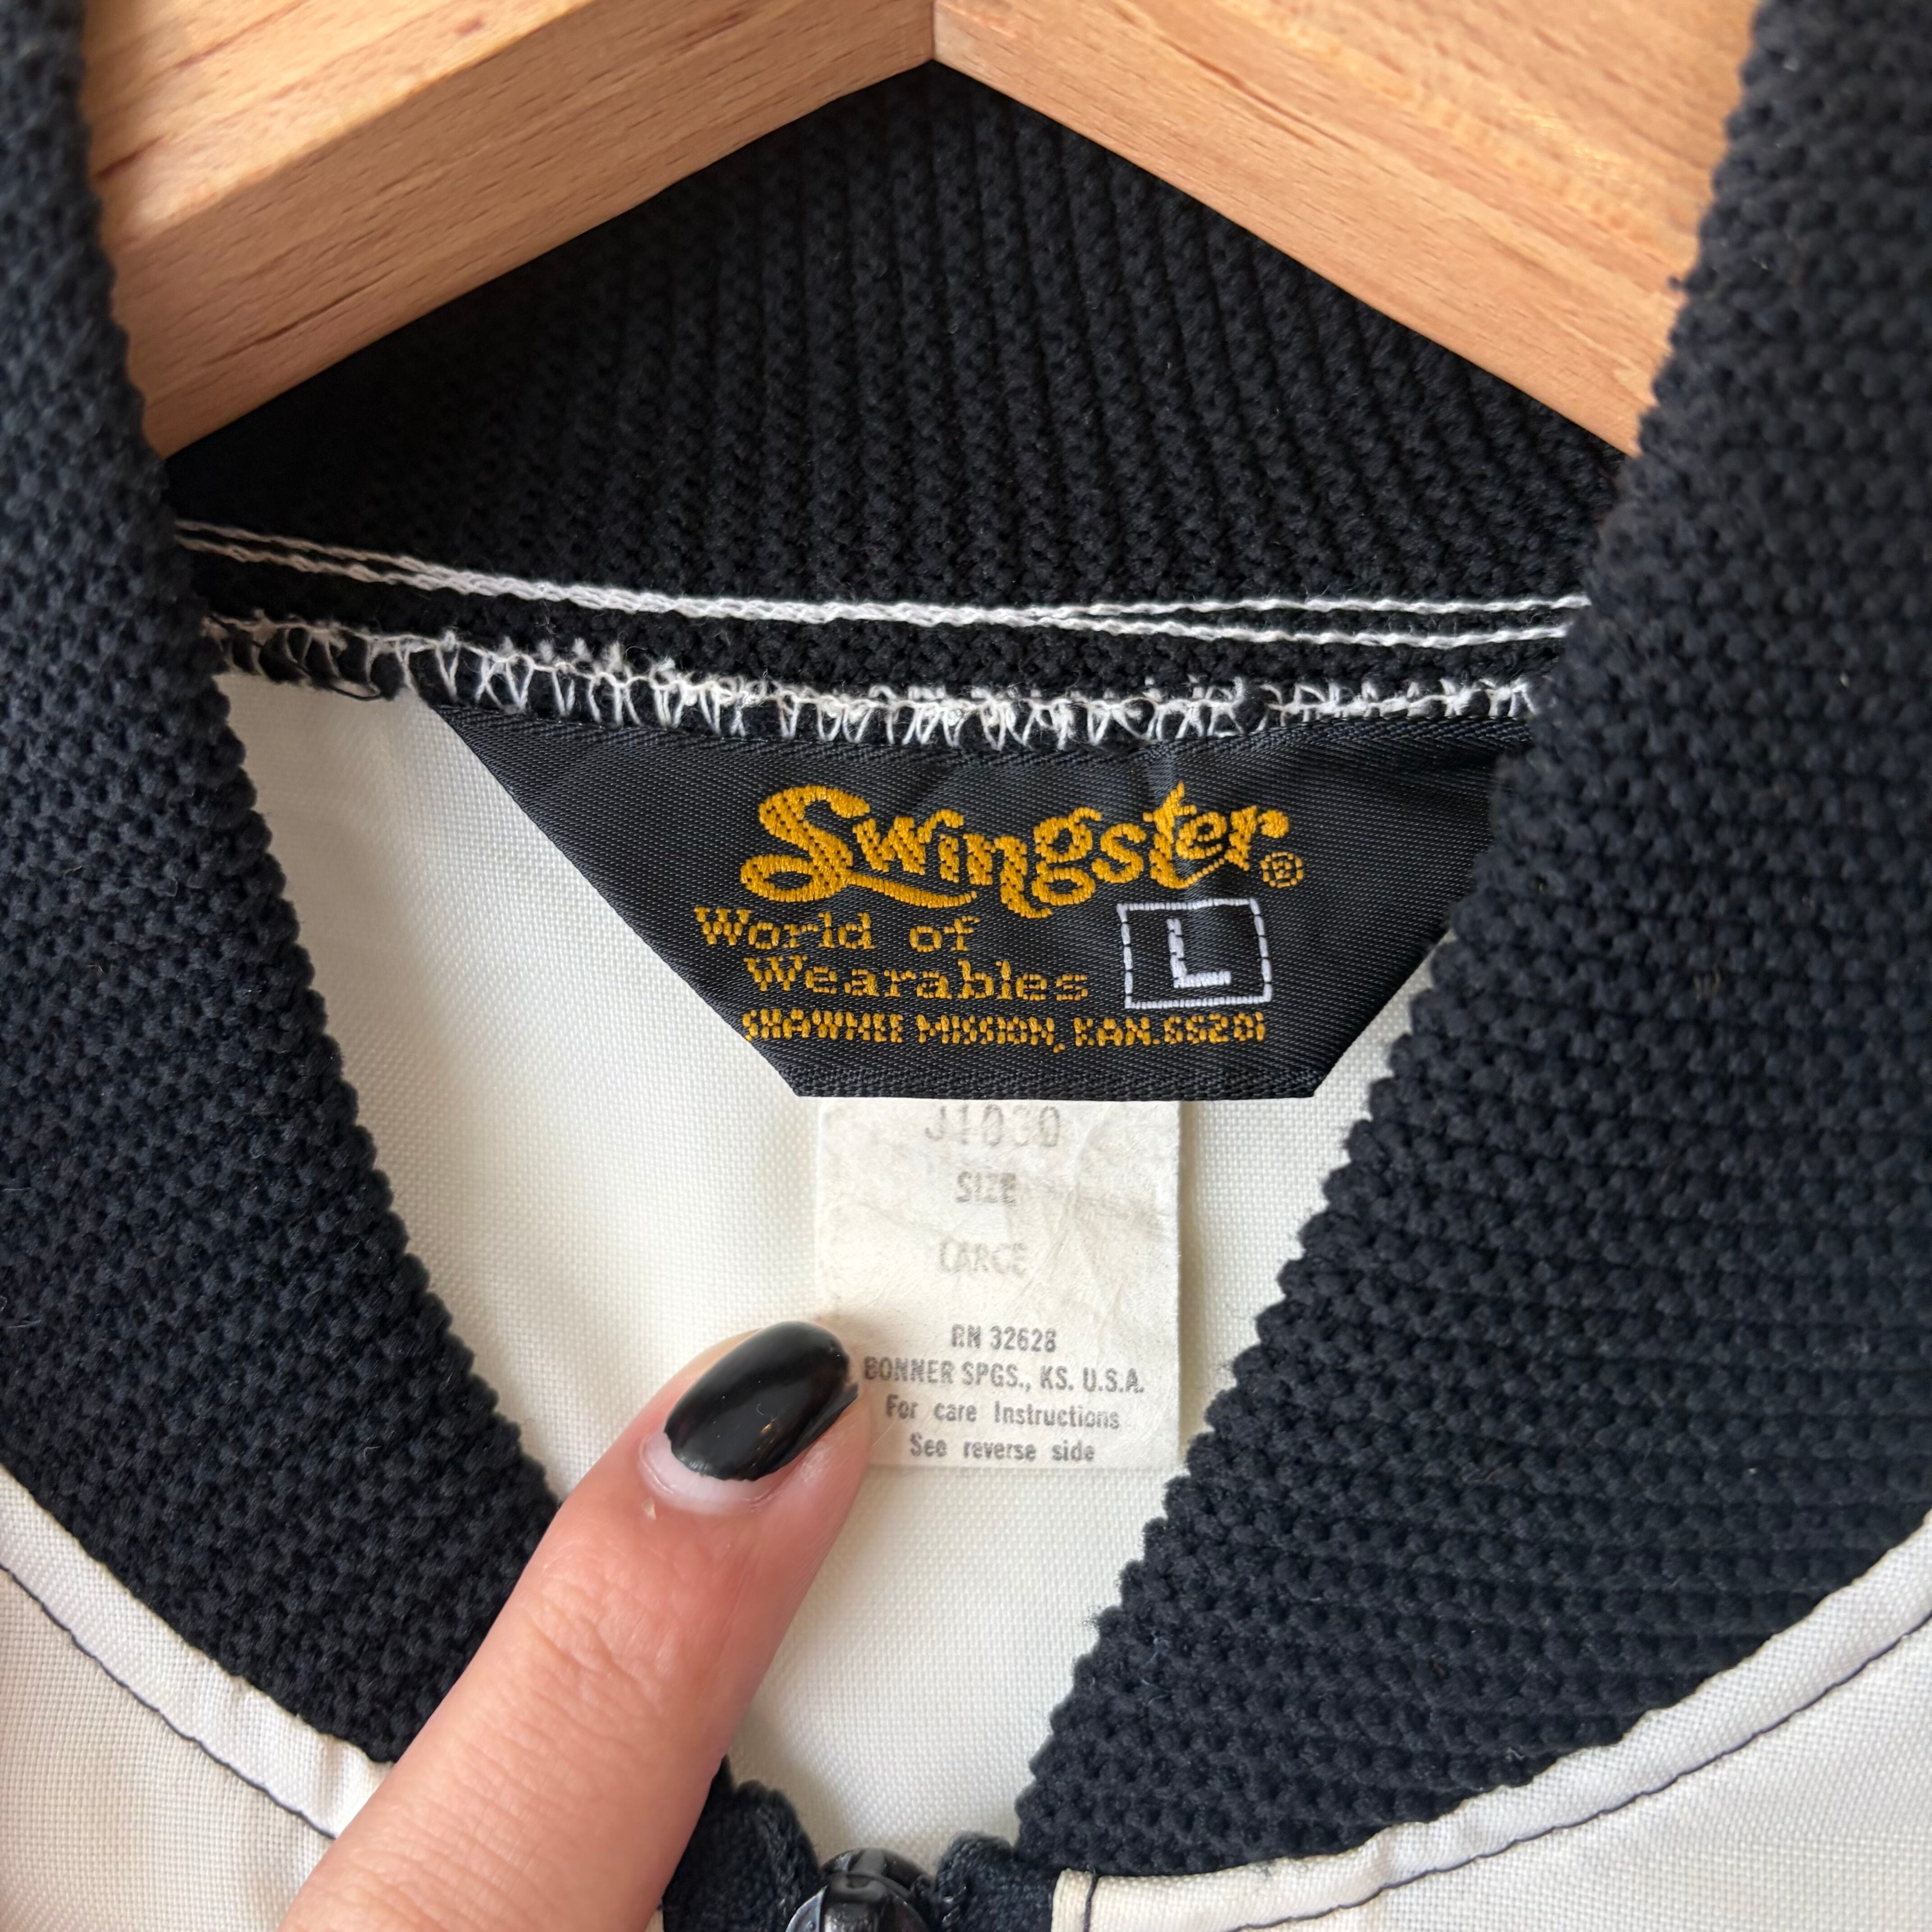 Swingster®
World of
Wearables
L
SHAWNEE MISSION, KAN.66201
J1030
SIZE
LARGE
RN 32628
BONNER SPGS., KS. U.S.A.
For care Instructions
See reverse side